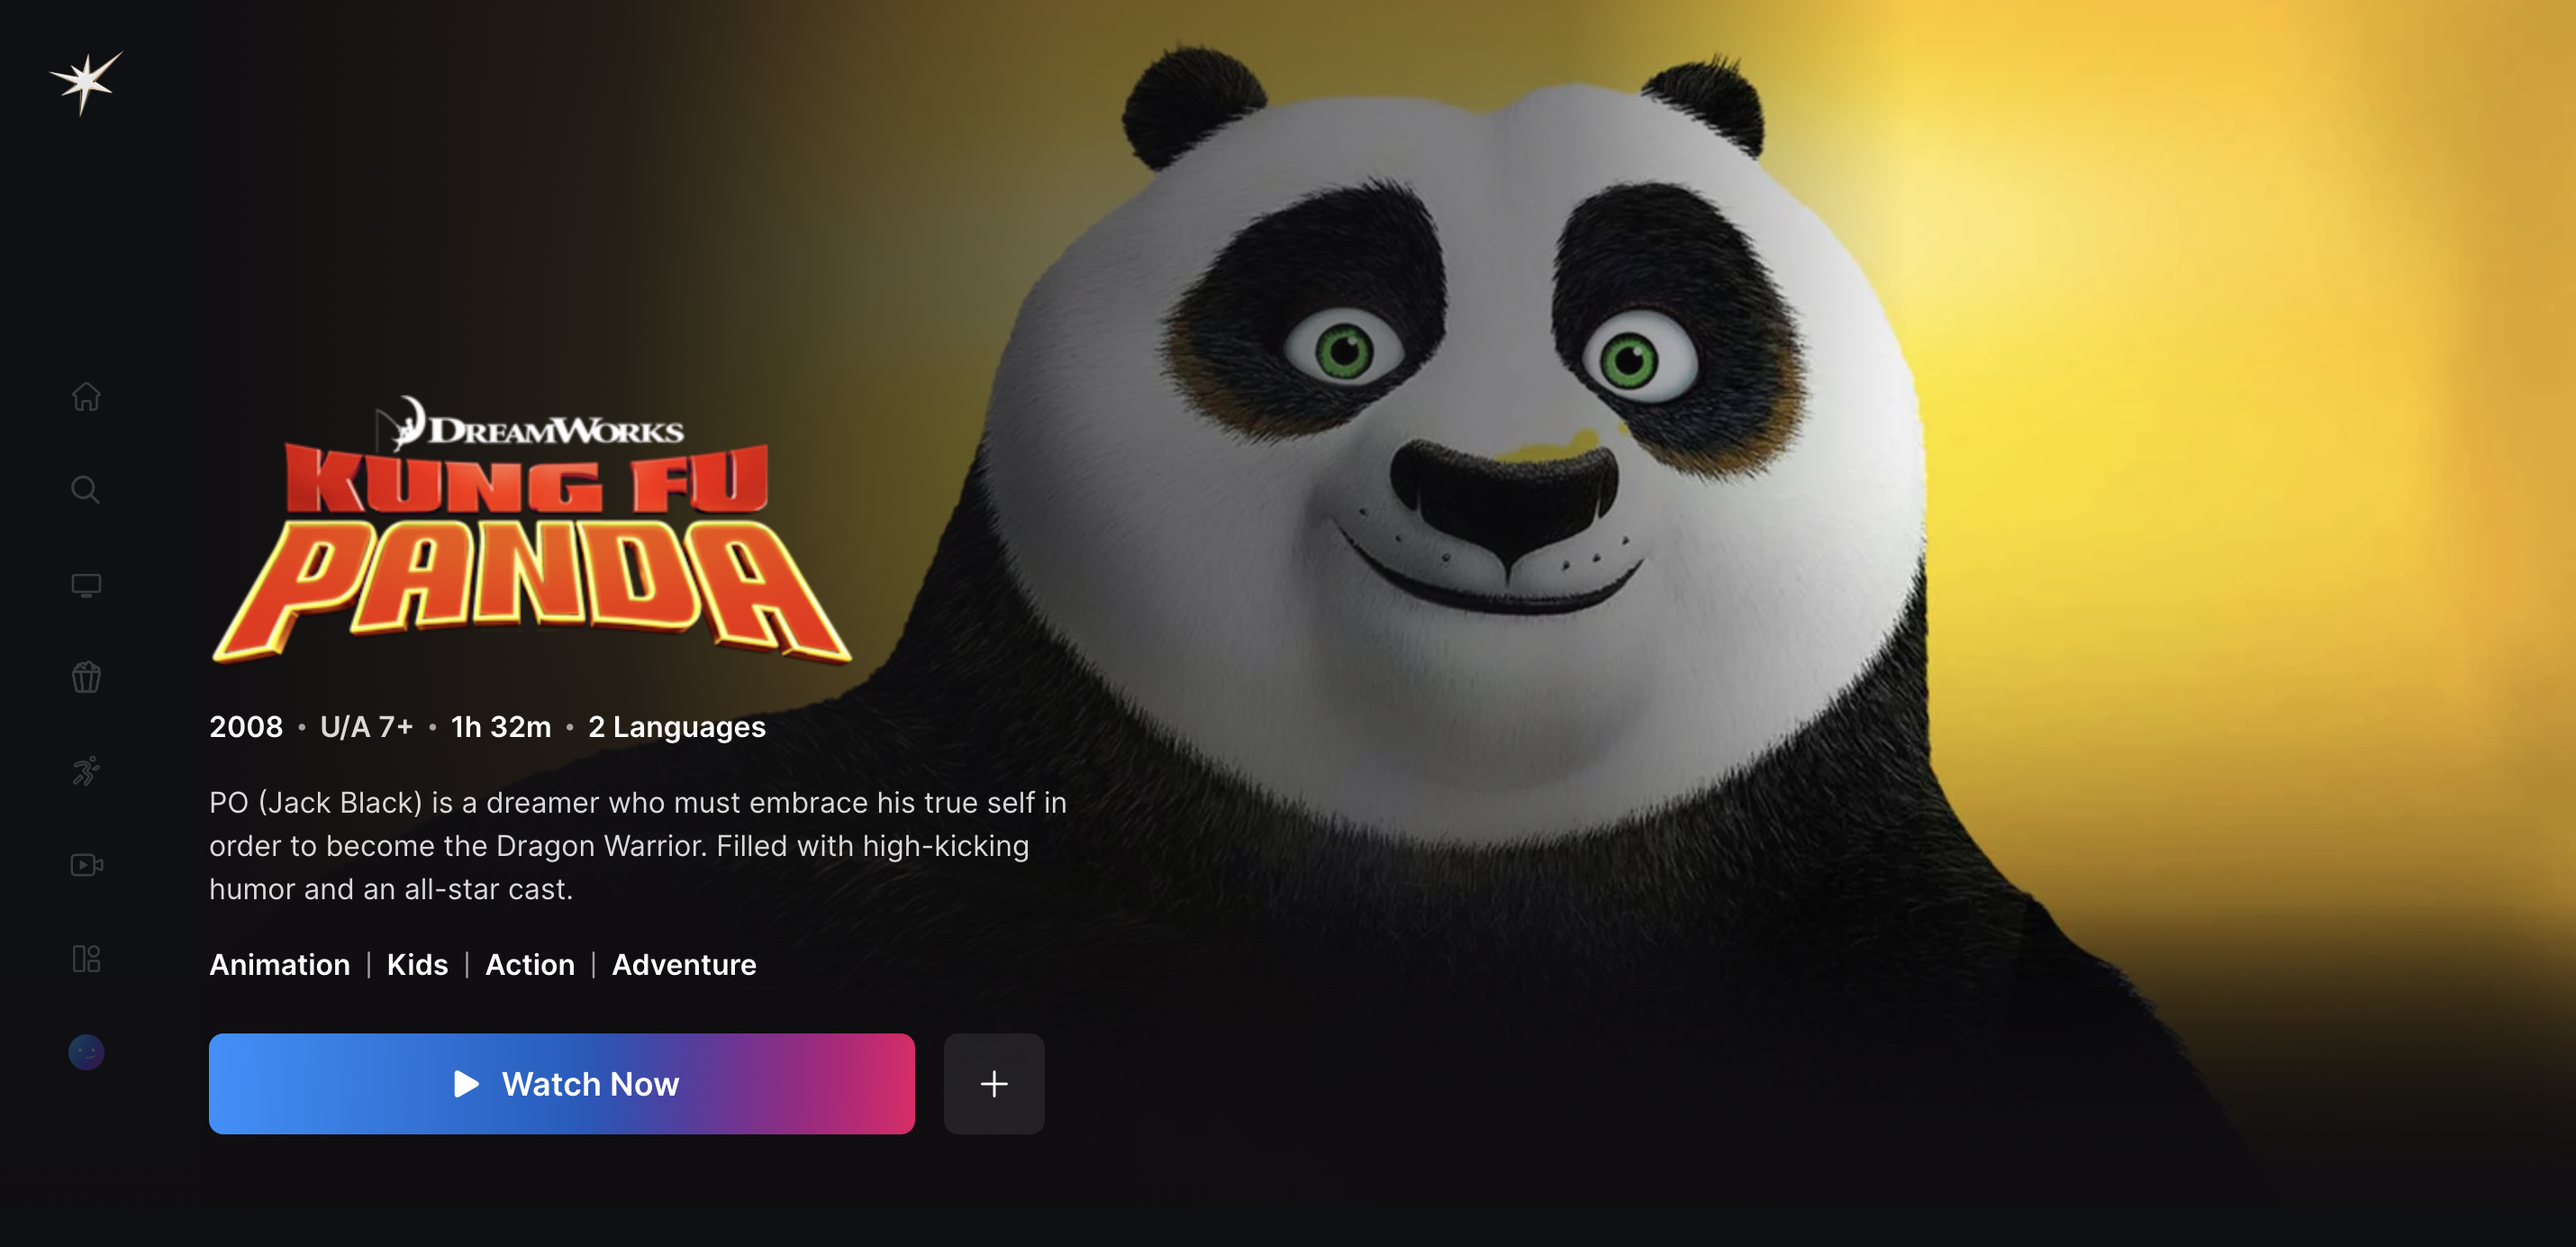 DREAMWORKS
KUNG FU
PANDA
2008 • U/A 7+ • 1h 32m • 2 Languages
PO (Jack Black) is a dreamer who must embrace his true self in
order to become the Dragon Warrior. Filled with high-kicking
humor and an all-star cast.
Animation | Kids | Action | Adventure
Watch Now